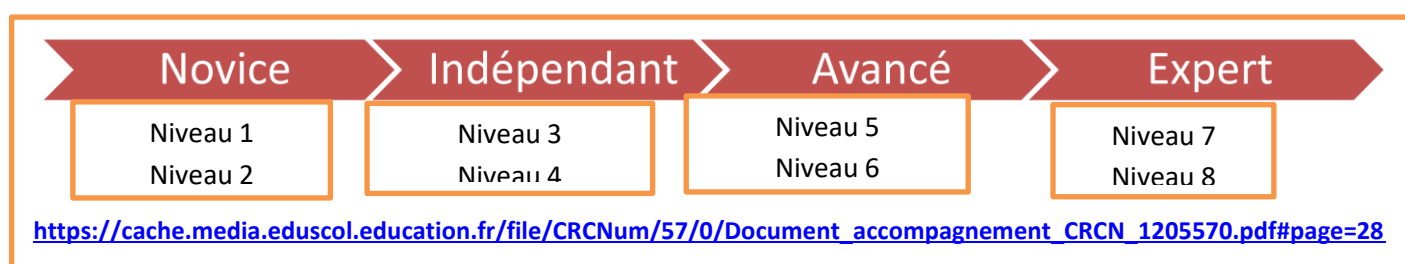 Novice Indépendant Avancé Expert
Niveau 1
Niveau 2
Niveau 3
Niveau 4
Niveau 5
Niveau 6
Niveau 7
Niveau 8
https://cache.media.eduscol.education.fr/file/CRCNum/57/0/Document_accompagnement_CRCN_1205570.pdf#page=28